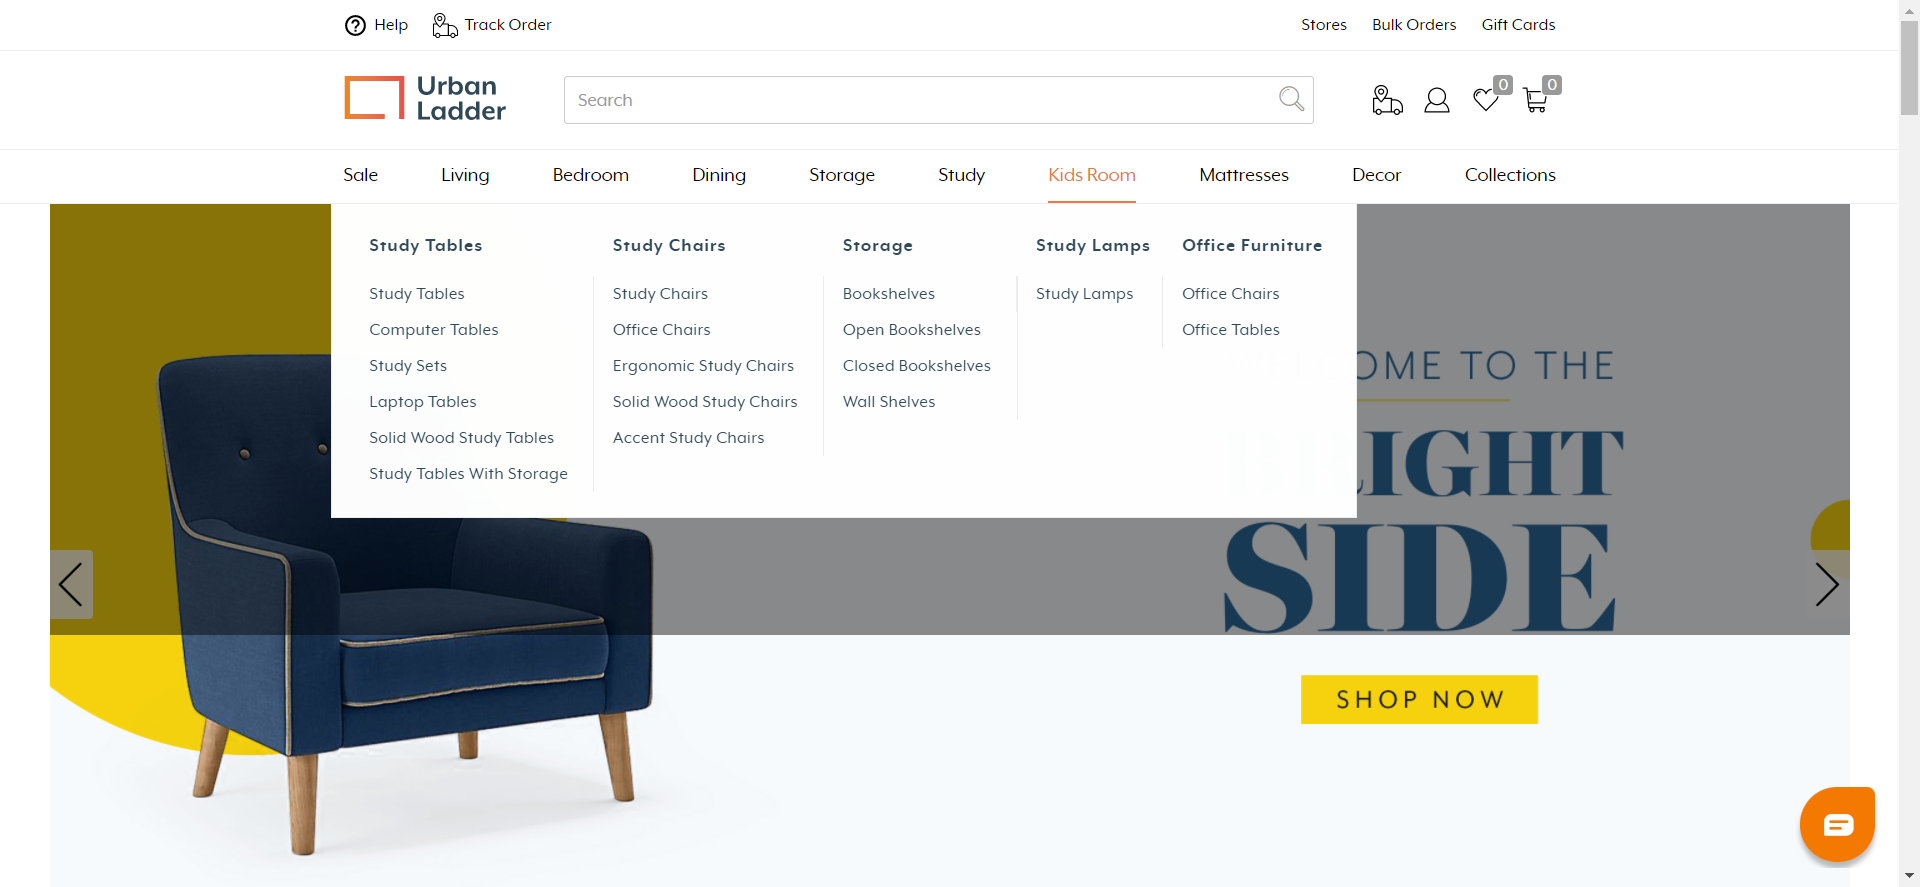 Help
Track Order
Stores
Bulk Orders
Gift Cards
Urban
Ladder
Search
0
0
Sale
Living
Bedroom
Dining
Storage
Study
Kids Room
Mattresses
Decor
Collections
Study Tables
Study Tables
Computer Tables
Study Sets
Laptop Tables
Solid Wood Study Tables
Study Tables With Storage
Study Chairs
Study Chairs
Office Chairs
Ergonomic Study Chairs
Solid Wood Study Chairs
Accent Study Chairs
Storage
Bookshelves
Open Bookshelves
Closed Bookshelves
Wall Shelves
Study Lamps
Study Lamps
Office Furniture
Office Chairs
Office Tables
OME TO THE
BRIGHT
SIDE
SHOP NOW